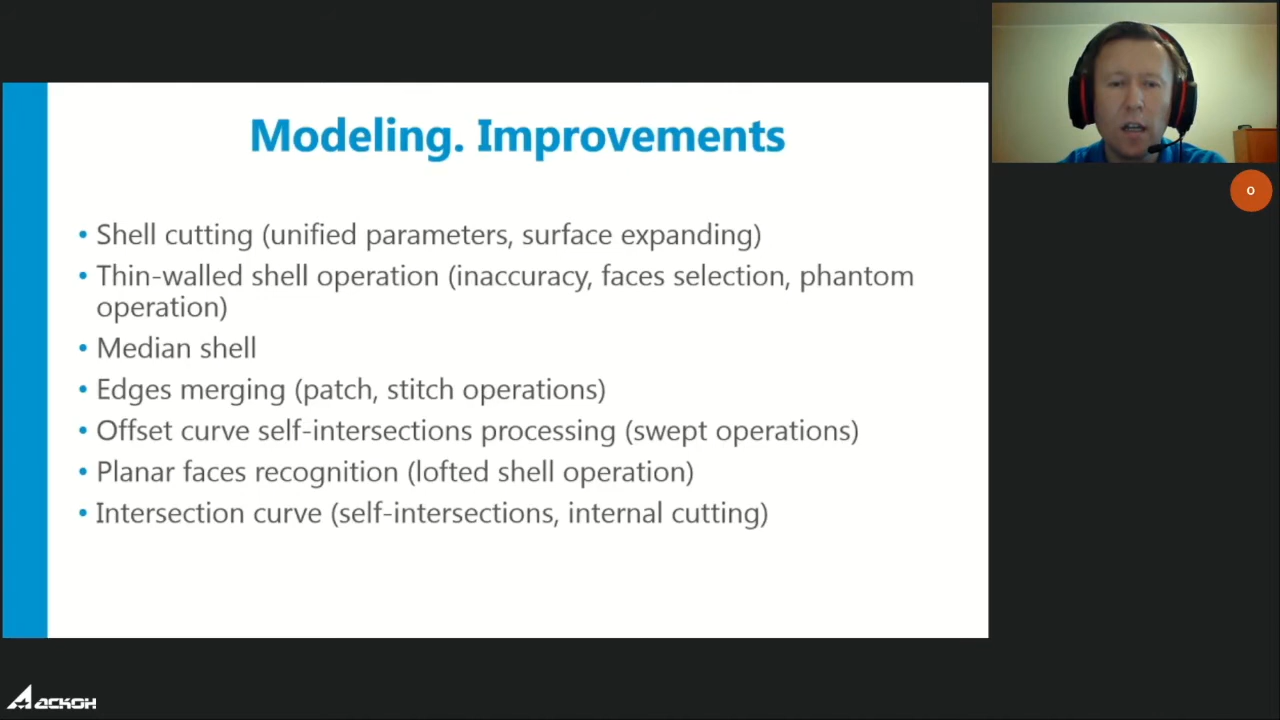 Modeling. Improvements
• Shell cutting (unified parameters, surface expanding)
• Thin-walled shell operation (inaccuracy, faces selection, phantom
operation)
• Median shell
• Edges merging (patch, stitch operations)
• Offset curve self-intersections processing (swept operations)
• Planar faces recognition (lofted shell operation)
• Intersection curve (self-intersections, internal cutting)
O
АСКОН